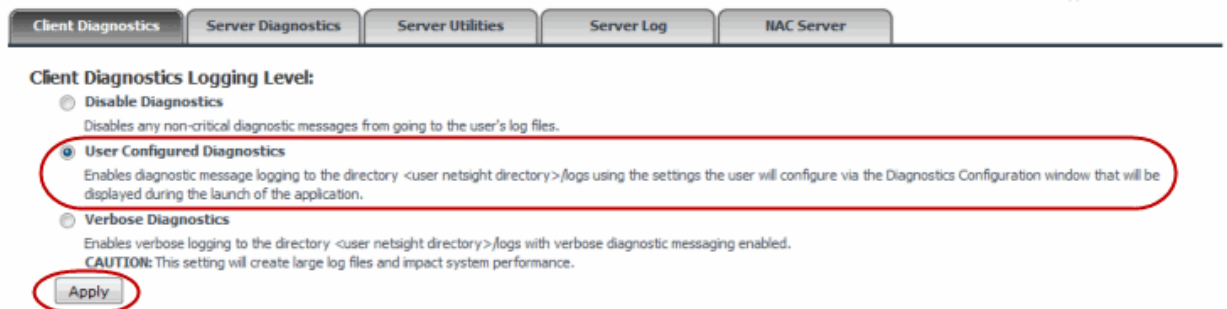 Client Diagnostics Server Diagnostics Server Utilities Server Log NAC Server
Client Diagnostics Logging Level:
Disable Diagnostics
Disables any non-critical diagnostic messages from going to the user's log files.
User Configured Diagnostics
Enables diagnostic message logging to the directory <user netsight directory>/logs using the settings the user will configure via the Diagnostics Configuration window that will be
displayed during the launch of the application.
Verbose Diagnostics
Enables verbose logging to the directory <user netsight directory>/logs with verbose diagnostic messaging enabled.
CAUTION: This setting will create large log files and impact system performance.
Apply